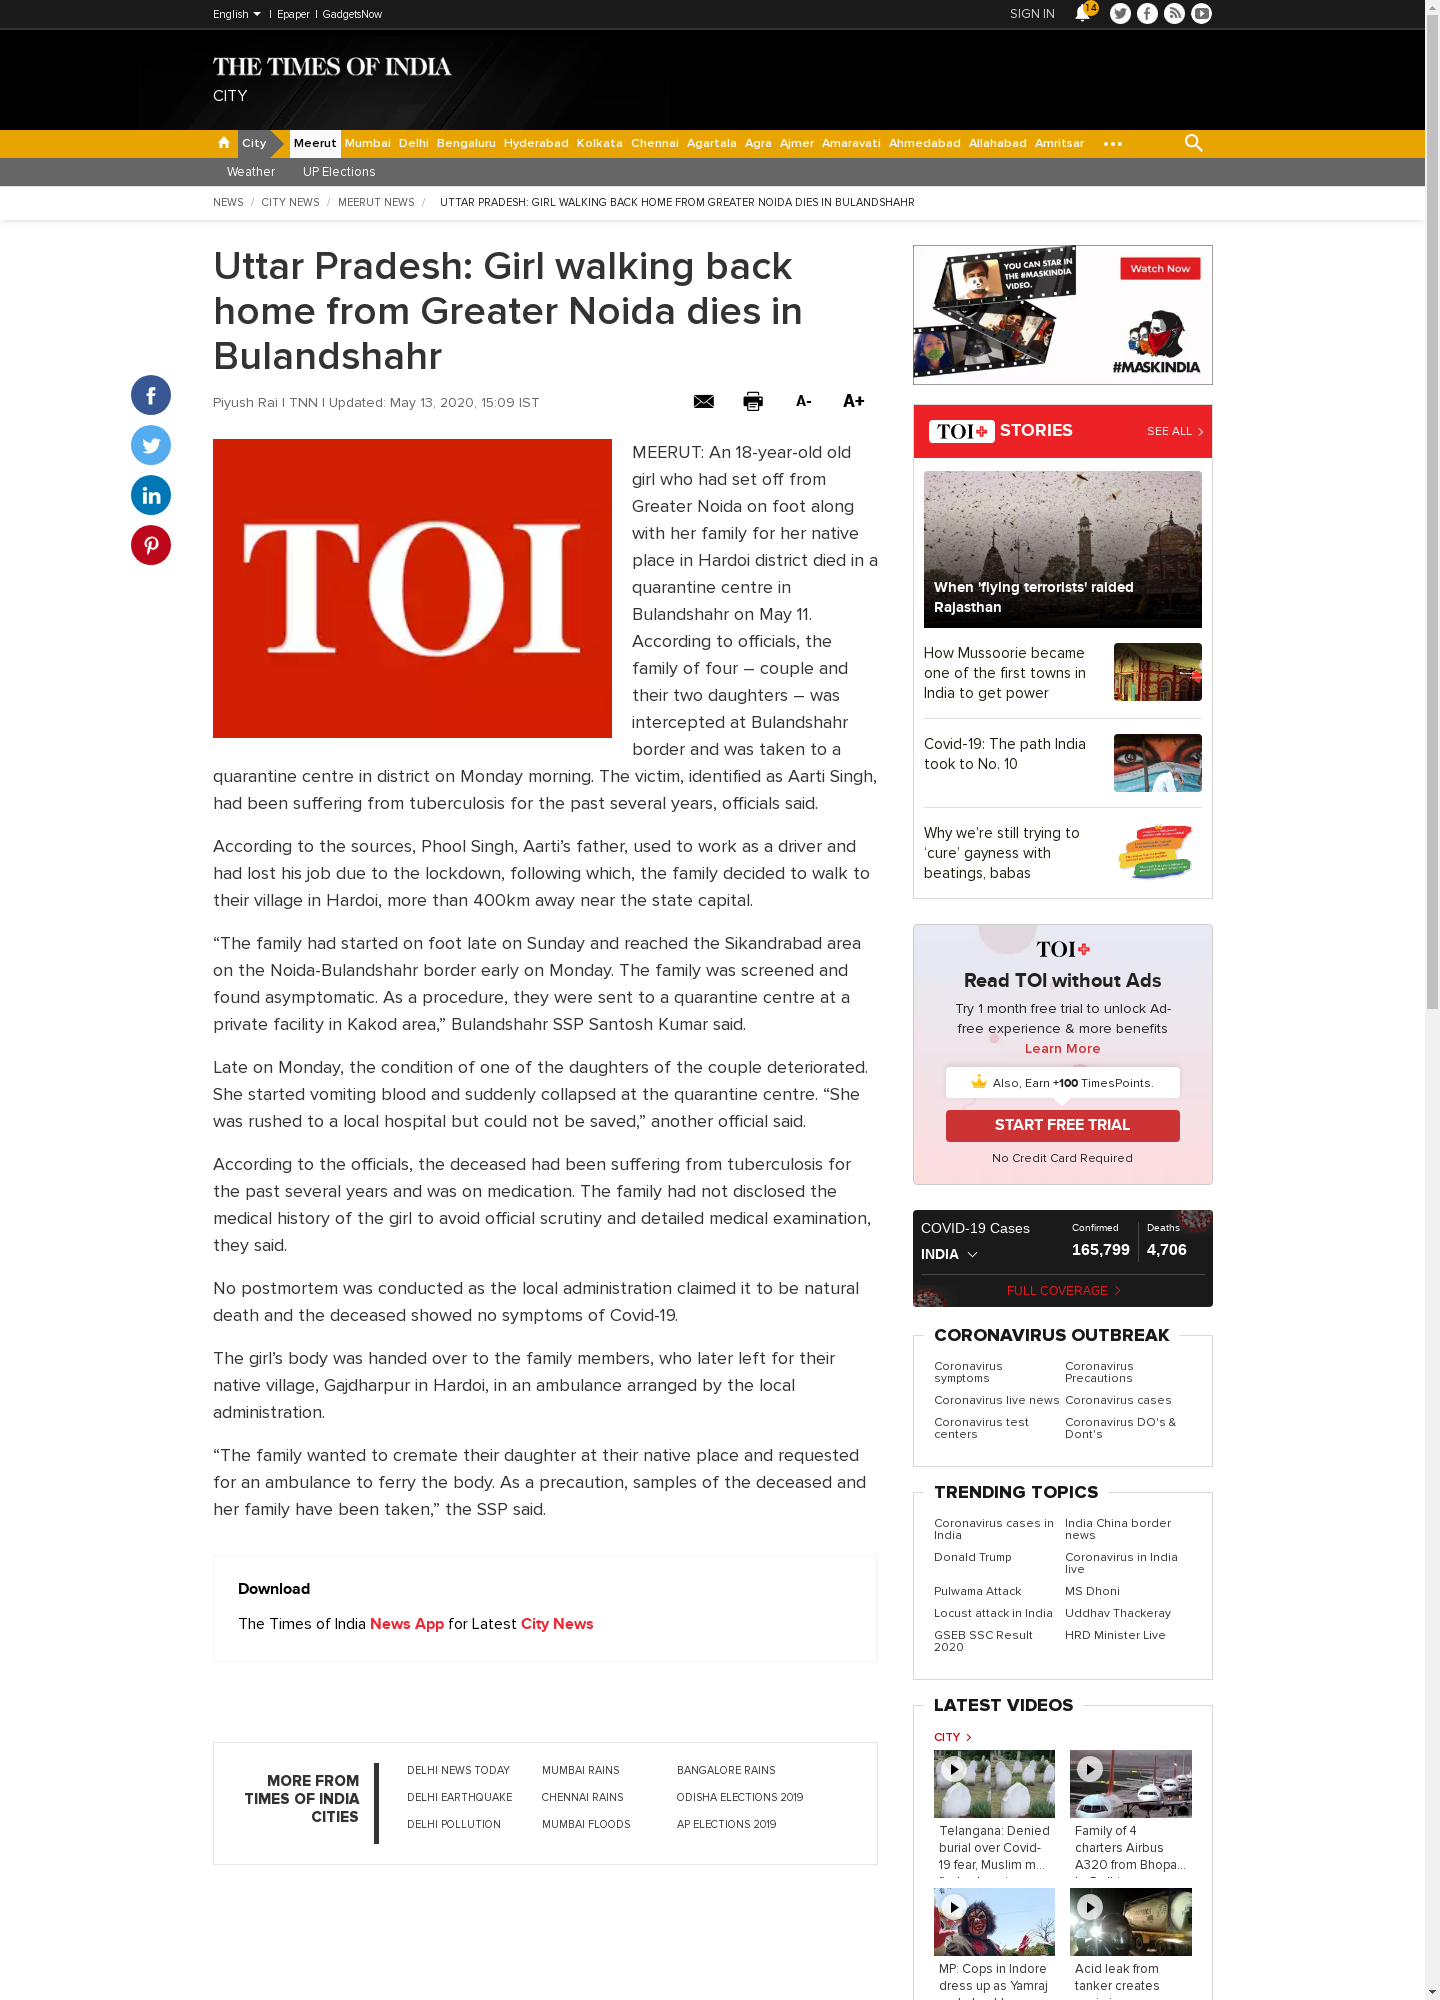 English | Epaper | GadgetsNow
SIGN IN
14
THE TIMES OF INDIA
CITY
City Meerut Mumbai Delhi Bengaluru Hyderabad Kolkata Chennai Agartala Agra Ajmer Amaravati Ahmedabad Allahabad Amritsar
Weather UP Elections
NEWS / CITY NEWS / MEERUT NEWS / UTTAR PRADESH: GIRL WALKING BACK HOME FROM GREATER NOIDA DIES IN BULANDSHAHR
Uttar Pradesh: Girl walking back
home from Greater Noida dies in
Bulandshahr
Piyush Rai | TNN | Updated: May 13, 2020, 15:09 IST
A- A+
TOI
MEERUT: An 18-year-old old
girl who had set off from
Greater Noida on foot along
with her family for her native
place in Hardoi district died in a
quarantine centre in
Bulandshahr on May 11.
According to officials, the
family of four – couple and
their two daughters – was
intercepted at Bulandshahr
border and was taken to a
quarantine centre in district on Monday morning. The victim, identified as Aarti Singh,
had been suffering from tuberculosis for the past several years, officials said.
According to the sources, Phool Singh, Aarti’s father, used to work as a driver and
had lost his job due to the lockdown, following which, the family decided to walk to
their village in Hardoi, more than 400km away near the state capital.
“The family had started on foot late on Sunday and reached the Sikandrabad area
on the Noida-Bulandshahr border early on Monday. The family was screened and
found asymptomatic. As a procedure, they were sent to a quarantine centre at a
private facility in Kakod area,” Bulandshahr SSP Santosh Kumar said.
Late on Monday, the condition of one of the daughters of the couple deteriorated.
She started vomiting blood and suddenly collapsed at the quarantine centre. “She
was rushed to a local hospital but could not be saved,” another official said.
According to the officials, the deceased had been suffering from tuberculosis for
the past several years and was on medication. The family had not disclosed the
medical history of the girl to avoid official scrutiny and detailed medical examination,
they said.
No postmortem was conducted as the local administration claimed it to be natural
death and the deceased showed no symptoms of Covid-19.
The girl’s body was handed over to the family members, who later left for their
native village, Gajdharpur in Hardoi, in an ambulance arranged by the local
administration.
“The family wanted to cremate their daughter at their native place and requested
for an ambulance to ferry the body. As a precaution, samples of the deceased and
her family have been taken,” the SSP said.
Download
The Times of India News App for Latest City News
MORE FROM
TIMES OF INDIA
CITIES
DELHI NEWS TODAY MUMBAI RAINS BANGALORE RAINS
DELHI EARTHQUAKE CHENNAI RAINS ODISHA ELECTIONS 2019
DELHI POLLUTION MUMBAI FLOODS AP ELECTIONS 2019
YOU CAN STAR IN
THE #MASKINDIA
VIDEO.
Watch Now
#MASKINDIA
TOI+ STORIES
SEE ALL
When 'flying terrorists' raided
Rajasthan
How Mussoorie became
one of the first towns in
India to get power
Covid-19: The path India
took to No. 10
Why we’re still trying to
‘cure’ gayness with
beatings, babas
TOI+
Read TOI without Ads
Try 1 month free trial to unlock Ad-
free experience & more benefits
Learn More
Also, Earn +100 TimesPoints.
START FREE TRIAL
No Credit Card Required
COVID-19 Cases
INDIA
Confirmed
165,799
Deaths
4,706
FULL COVERAGE
CORONAVIRUS OUTBREAK
Coronavirus
symptoms
Coronavirus
Precautions
Coronavirus live news
Coronavirus cases
Coronavirus test
centers
Coronavirus DO's &
Dont's
TRENDING TOPICS
Coronavirus cases in
India
India China border
news
Donald Trump
Coronavirus in India
live
Pulwama Attack
MS Dhoni
Locust attack in India
Uddhav Thackeray
GSEB SSC Result
2020
HRD Minister Live
LATEST VIDEOS
CITY
Telangana: Denied
burial over Covid-
19 fear, Muslim m...
Family of 4
charters Airbus
A320 from Bhopa...
MP: Cops in Indore
dress up as Yamraj
Acid leak from
tanker creates